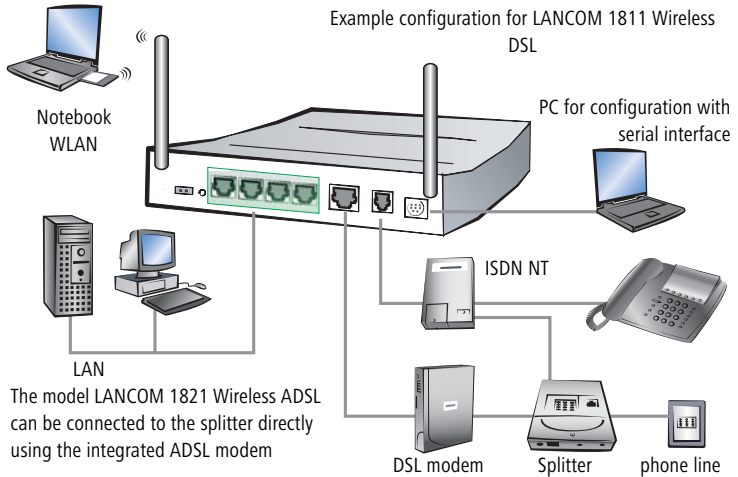 Example configuration for LANCOM 1811 Wireless
DSL
Notebook
WLAN
PC for configuration with
serial interface
ISDN NT
LAN
The model LANCOM 1821 Wireless ADSL
can be connected to the splitter directly
using the integrated ADSL modem
DSL modem
Splitter
phone line